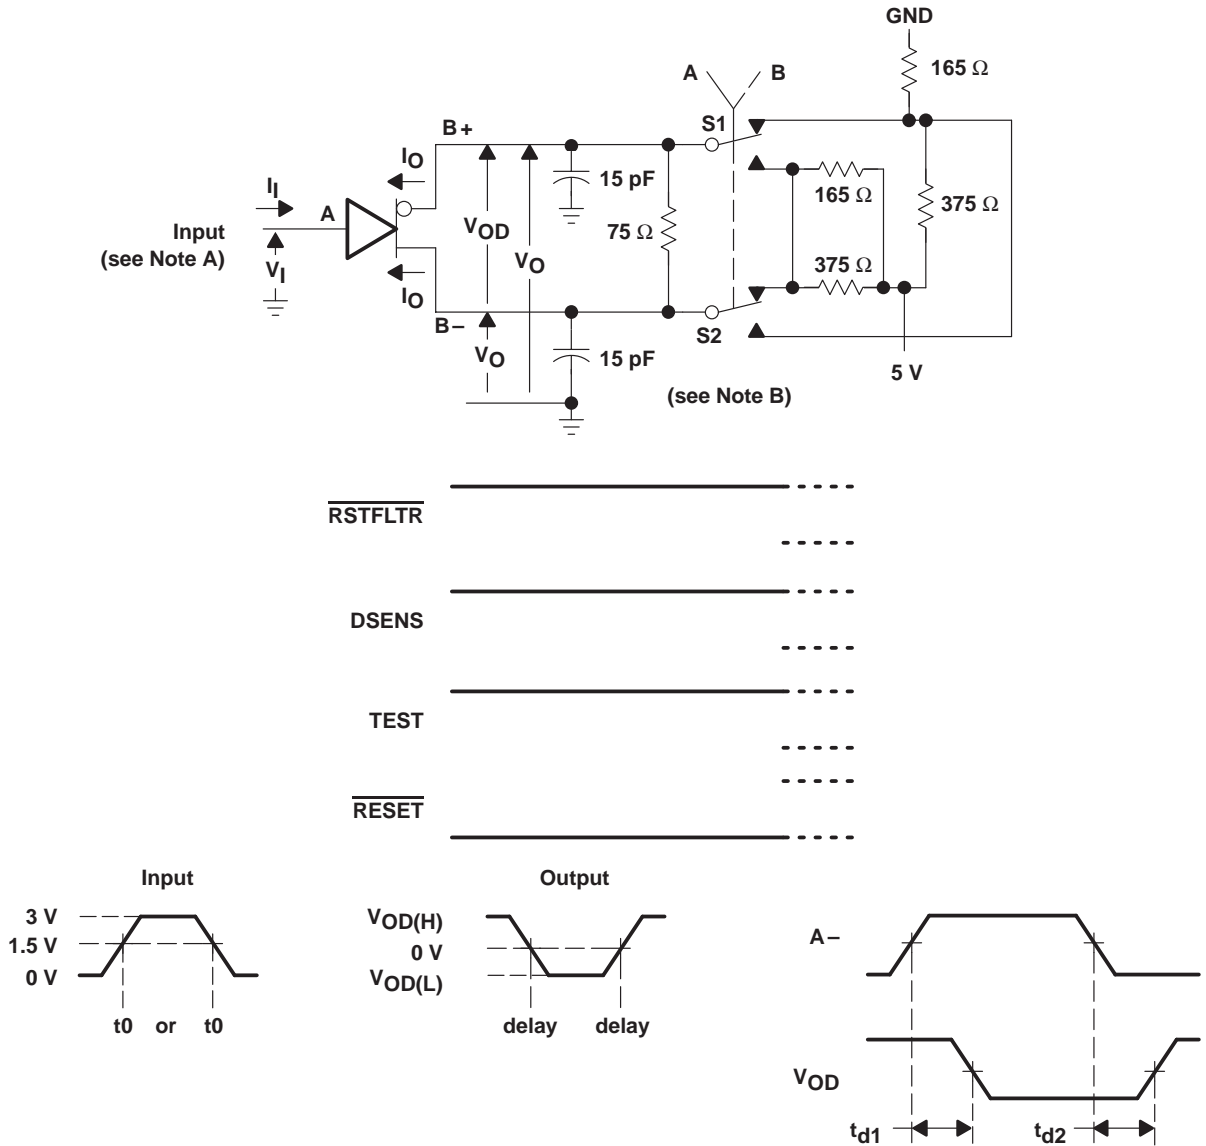 GND
165 Ω
A
B
S1
B+
IO
15 pF
II
A
165 Ω
375 Ω
Input
(see Note A)
VOD
75 Ω
VO
VI
375 Ω
IO
B–
S2
VO
15 pF
5 V
(see Note B)
RSTFLTR
DSENS
TEST
RESET
Input
Output
3 V
1.5 V
0 V
t0 or t0
VOD(H)
0 V
VOD(L)
delay delay
A–
VOD
td1
td2